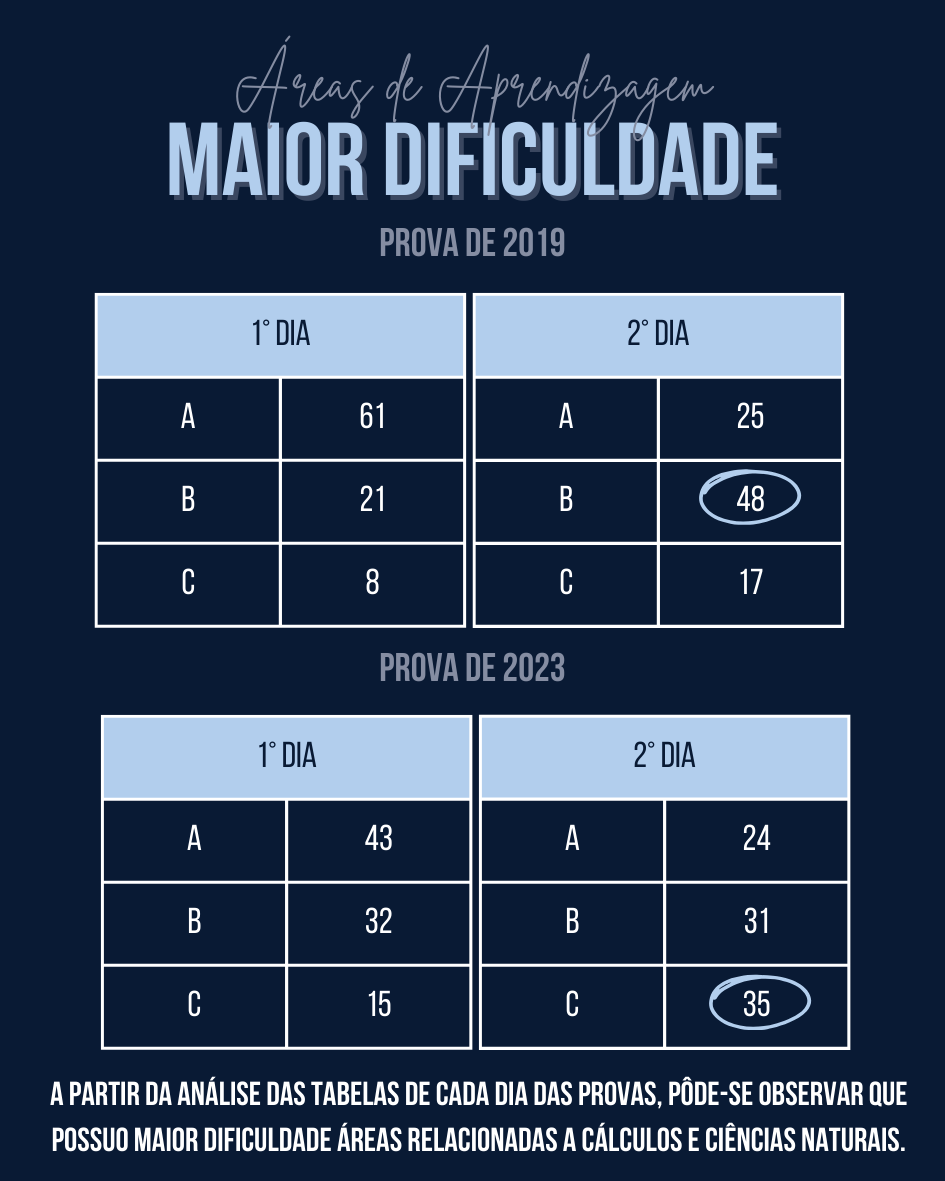 Áreas de Aprendizagem
MAIOR DIFICULDADE
PROVA DE 2019
1° DIA 2° DIA
A 61 A 25
B 21 B 48
C 8 C 17
PROVA DE 2023
1° DIA 2° DIA
A 43 A 24
B 32 B 31
C 15 C 35
A PARTIR DA ANÁLISE DAS TABELAS DE CADA DIA DAS PROVAS, PÔDE-SE OBSERVAR QUE
POSSUO MAIOR DIFICULDADE ÁREAS RELACIONADAS A CÁLCULOS E CIÊNCIAS NATURAIS.